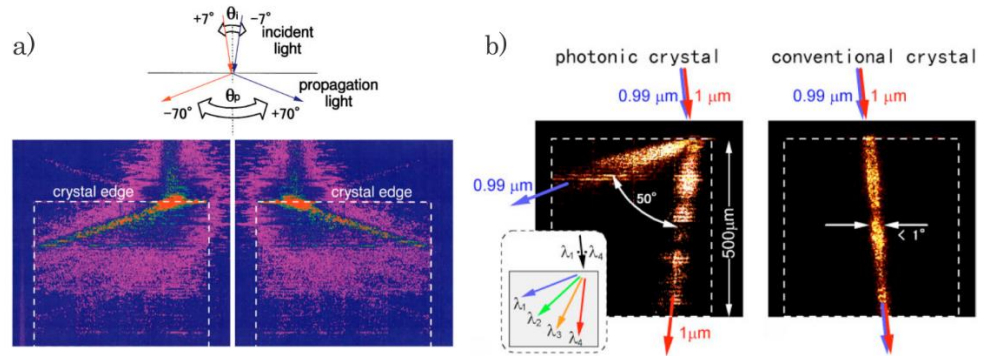 a)
+7° θi -7°
incident
light
propagation
light
θp
-70° +70°
crystal edge
crystal edge
b)
photonic crystal
0.99 μm 1 μm
0.99 μm
50°
500μm
1μm
λ1 · · λ4
λ1
λ2
λ3
λ4
conventional crystal
0.99 μm 1 μm
< 1°